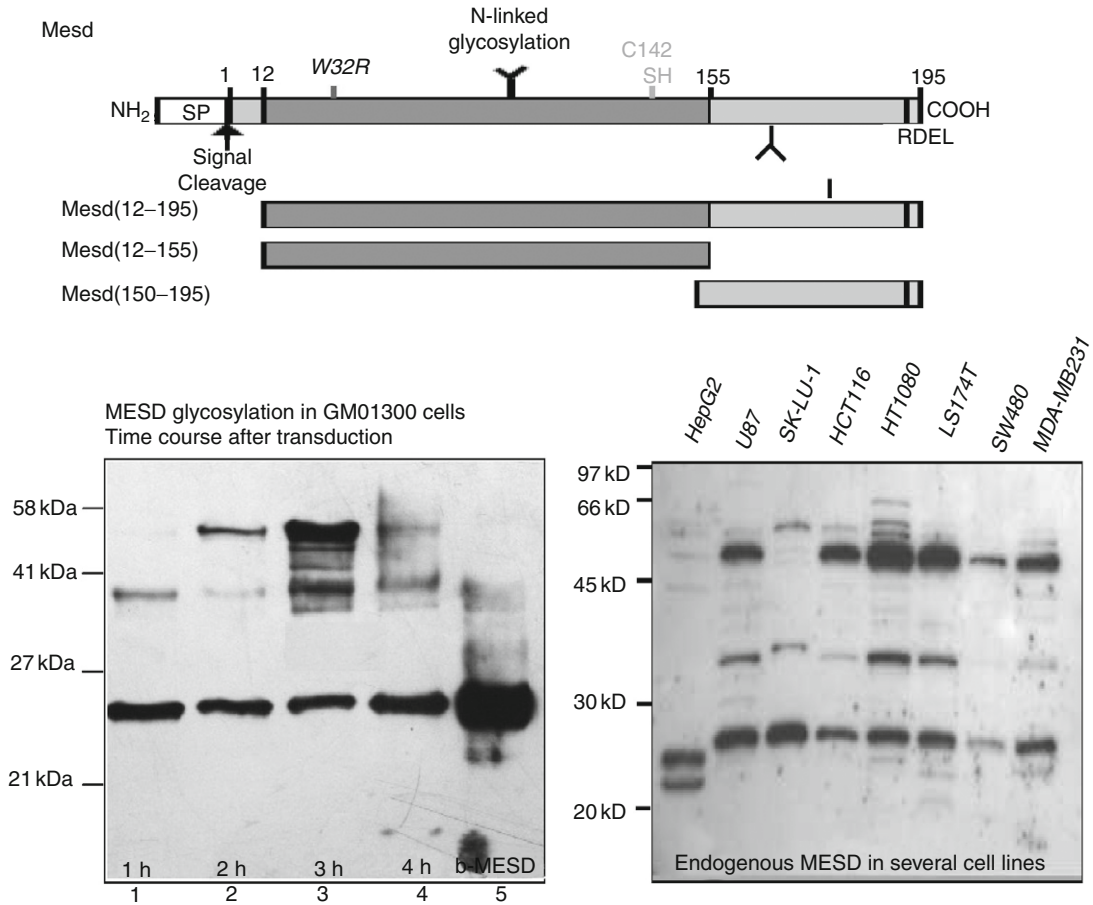 Mesd
N-linked
glycosylation
C142
SH
1 12 W32R 155 195
NH2 SP COOH
RDEL
Signal
Cleavage
Mesd(12–195)
Mesd(12–155)
Mesd(150–195)
MESD glycosylation in GM01300 cells
Time course after transduction
58 kDa
41 kDa
27 kDa
21 kDa
1 h 2 h 3 h 4 h b-MESD
1 2 3 4 5
HepG2 U87 SK-LU-1 HCT116 HT1080 LS174T SW480 MDA-MB231
97 kD
66 kD
45 kD
30 kD
20 kD
Endogenous MESD in several cell lines